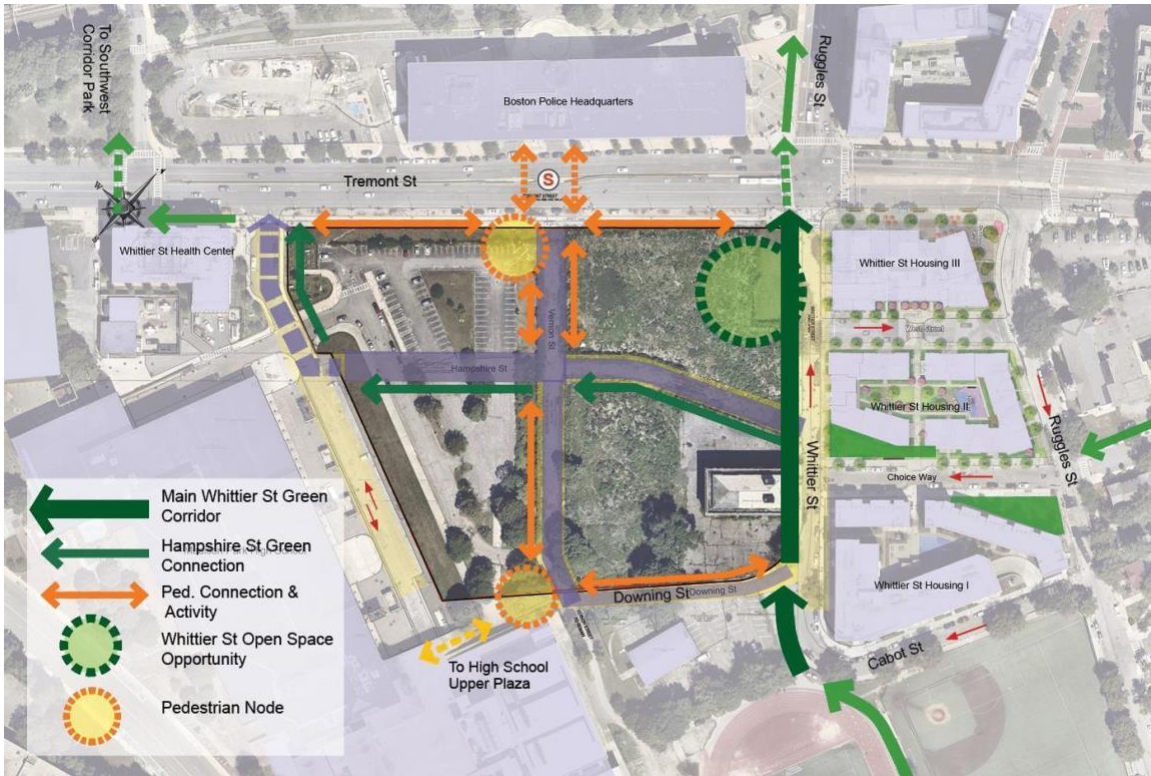 To Southwest
Corridor Park
Ruggles St
Boston Police Headquarters
Tremont St
S
Whittier St Health Center
Whittier St Housing III
West Street
Vernon St
Hampshire St
Whittier St Housing II
Ruggles St
Whittier St
Choice Way
Whittier St Housing I
Downing St
Downing St
Cabot St
To High School
Upper Plaza
Main Whittier St Green
Corridor
Hampshire St Green
Connection
Ped. Connection &
Activity
Whittier St Open Space
Opportunity
Pedestrian Node